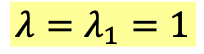 λ = λ₁ = 1